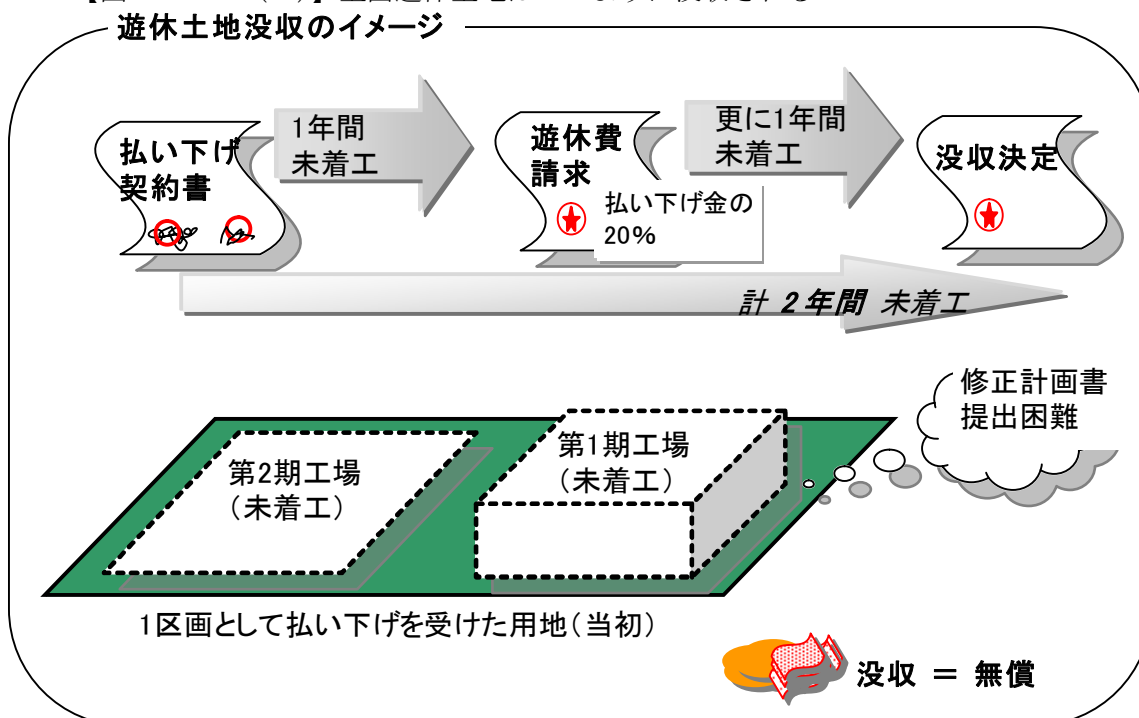 遊休土地没収のイメージ
払い下げ
契約書
1年間
未着工
遊休費
請求
払い下げ金の
20%
更に1年間
未着工
没収決定
計 2年間 未着工
修正計画書
提出困難
第2期工場
(未着工)
第1期工場
(未着工)
1区画として払い下げを受けた用地(当初)
没収 = 無償